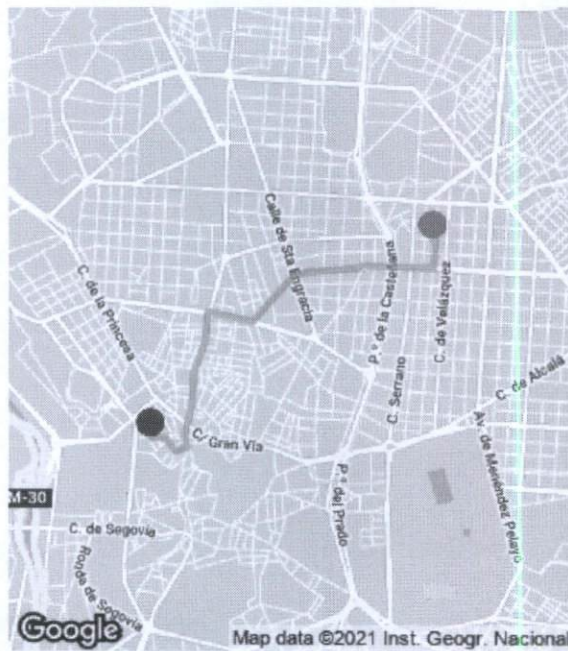 Calle de Sta Engracia
C. de la Princesa
P.º de la Castellana
C. de Velázquez
C. Serrano
C. de Alcalá
C/ Gran Vía
Av. de Menéndez Pelayo
P.º del Prado
M-30
C. de Segovia
Ronda de Segovia
Google
Map data ©2021 Inst. Geogr. Nacional